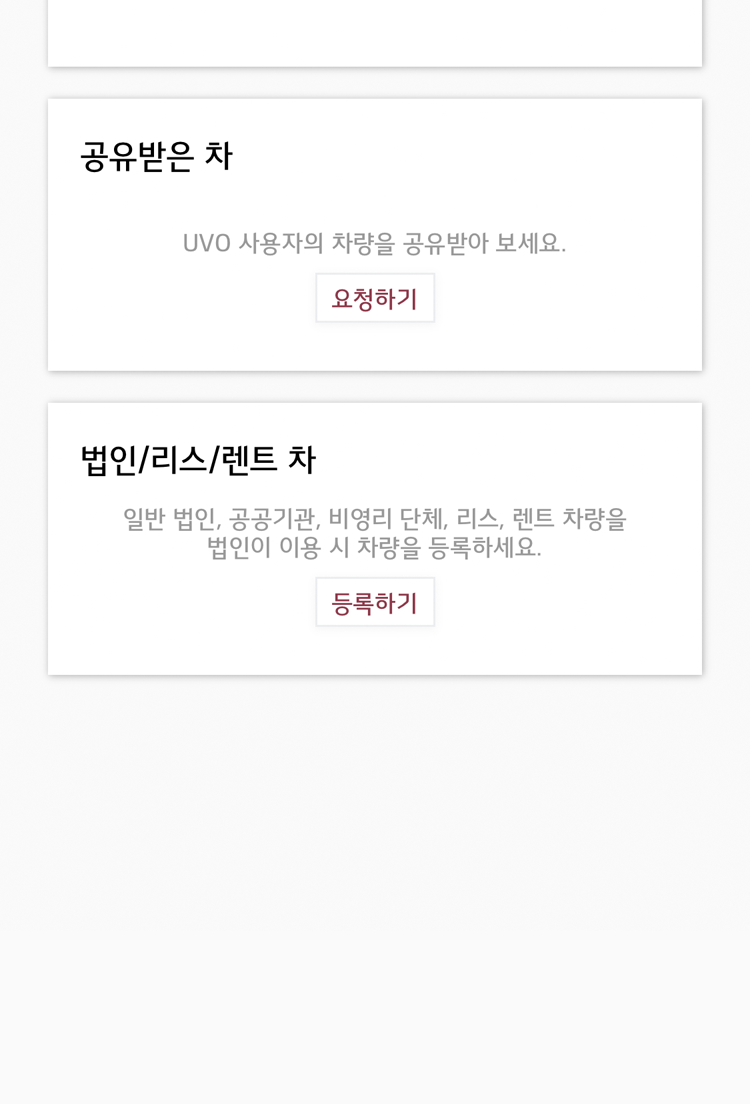 공유받은 차
UVO 사용자의 차량을 공유받아 보세요.
요청하기
법인/리스/렌트 차
일반 법인, 공공기관, 비영리 단체, 리스, 렌트 차량을
법인이 이용 시 차량을 등록하세요.
등록하기